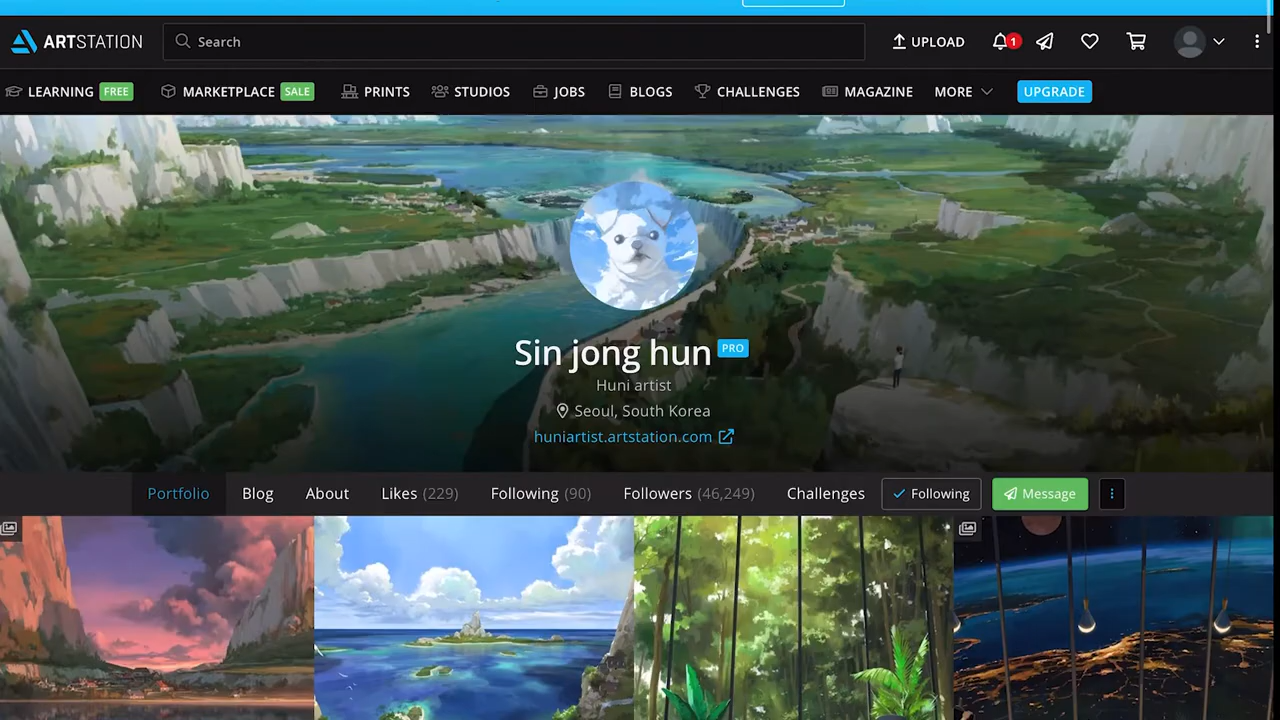 ARTSTATION
Search
UPLOAD
1
LEARNING FREE
MARKETPLACE SALE
PRINTS
STUDIOS
JOBS
BLOGS
CHALLENGES
MAGAZINE
MORE
UPGRADE
Sin jong hun PRO
Huni artist
Seoul, South Korea
huniartist.artstation.com
Portfolio
Blog
About
Likes (229)
Following (90)
Followers (46,249)
Challenges
Following
Message